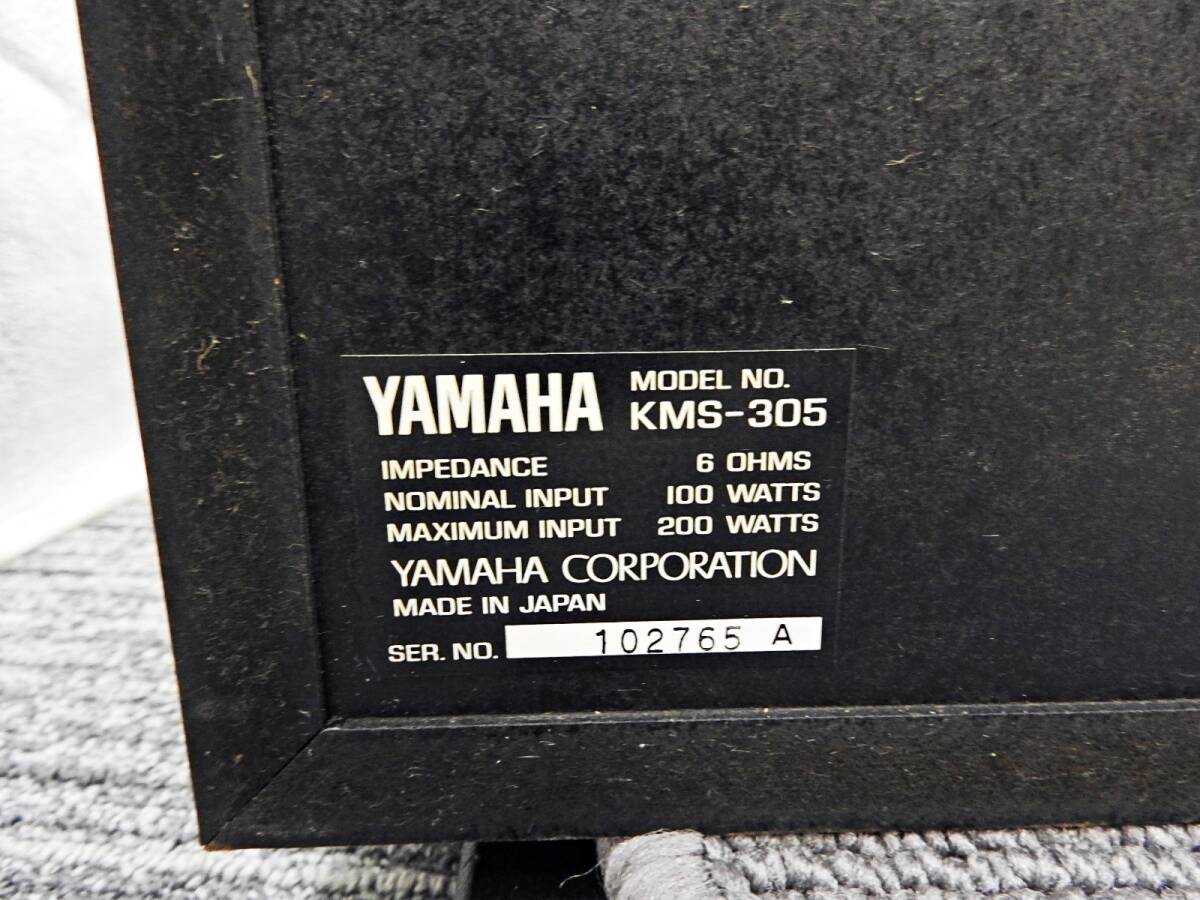 YAMAHA MODEL NO.
KMS-305
IMPEDANCE 6 OHMS
NOMINAL INPUT 100 WATTS
MAXIMUM INPUT 200 WATTS
YAMAHA CORPORATION
MADE IN JAPAN
SER. NO. 102765 A